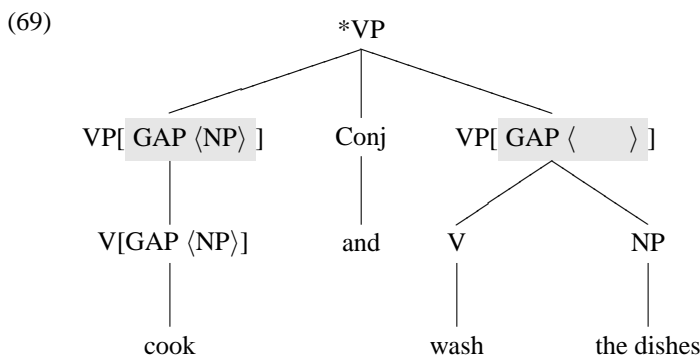 (69)
*VP
VP[ GAP ⟨NP⟩ ] Conj VP[ GAP ⟨ ⟩ ]
V[GAP ⟨NP⟩] and V NP
cook wash the dishes